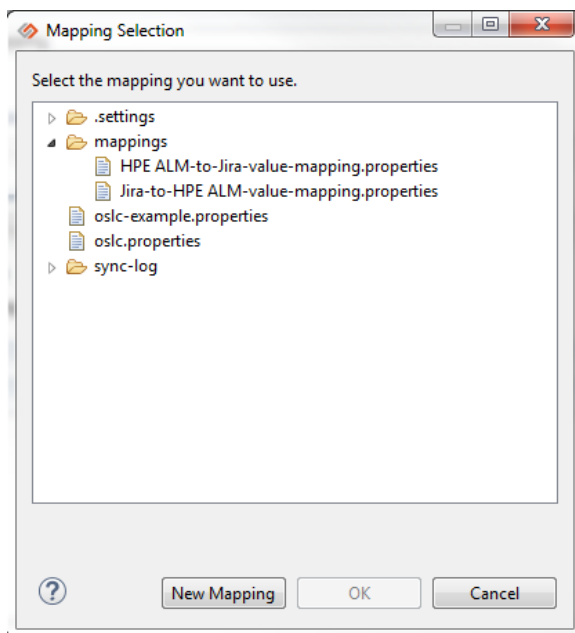 Mapping Selection
Select the mapping you want to use.
.settings
mappings
HPE ALM-to-Jira-value-mapping.properties
Jira-to-HPE ALM-value-mapping.properties
oslc-example.properties
oslc.properties
sync-log
?
New Mapping OK Cancel